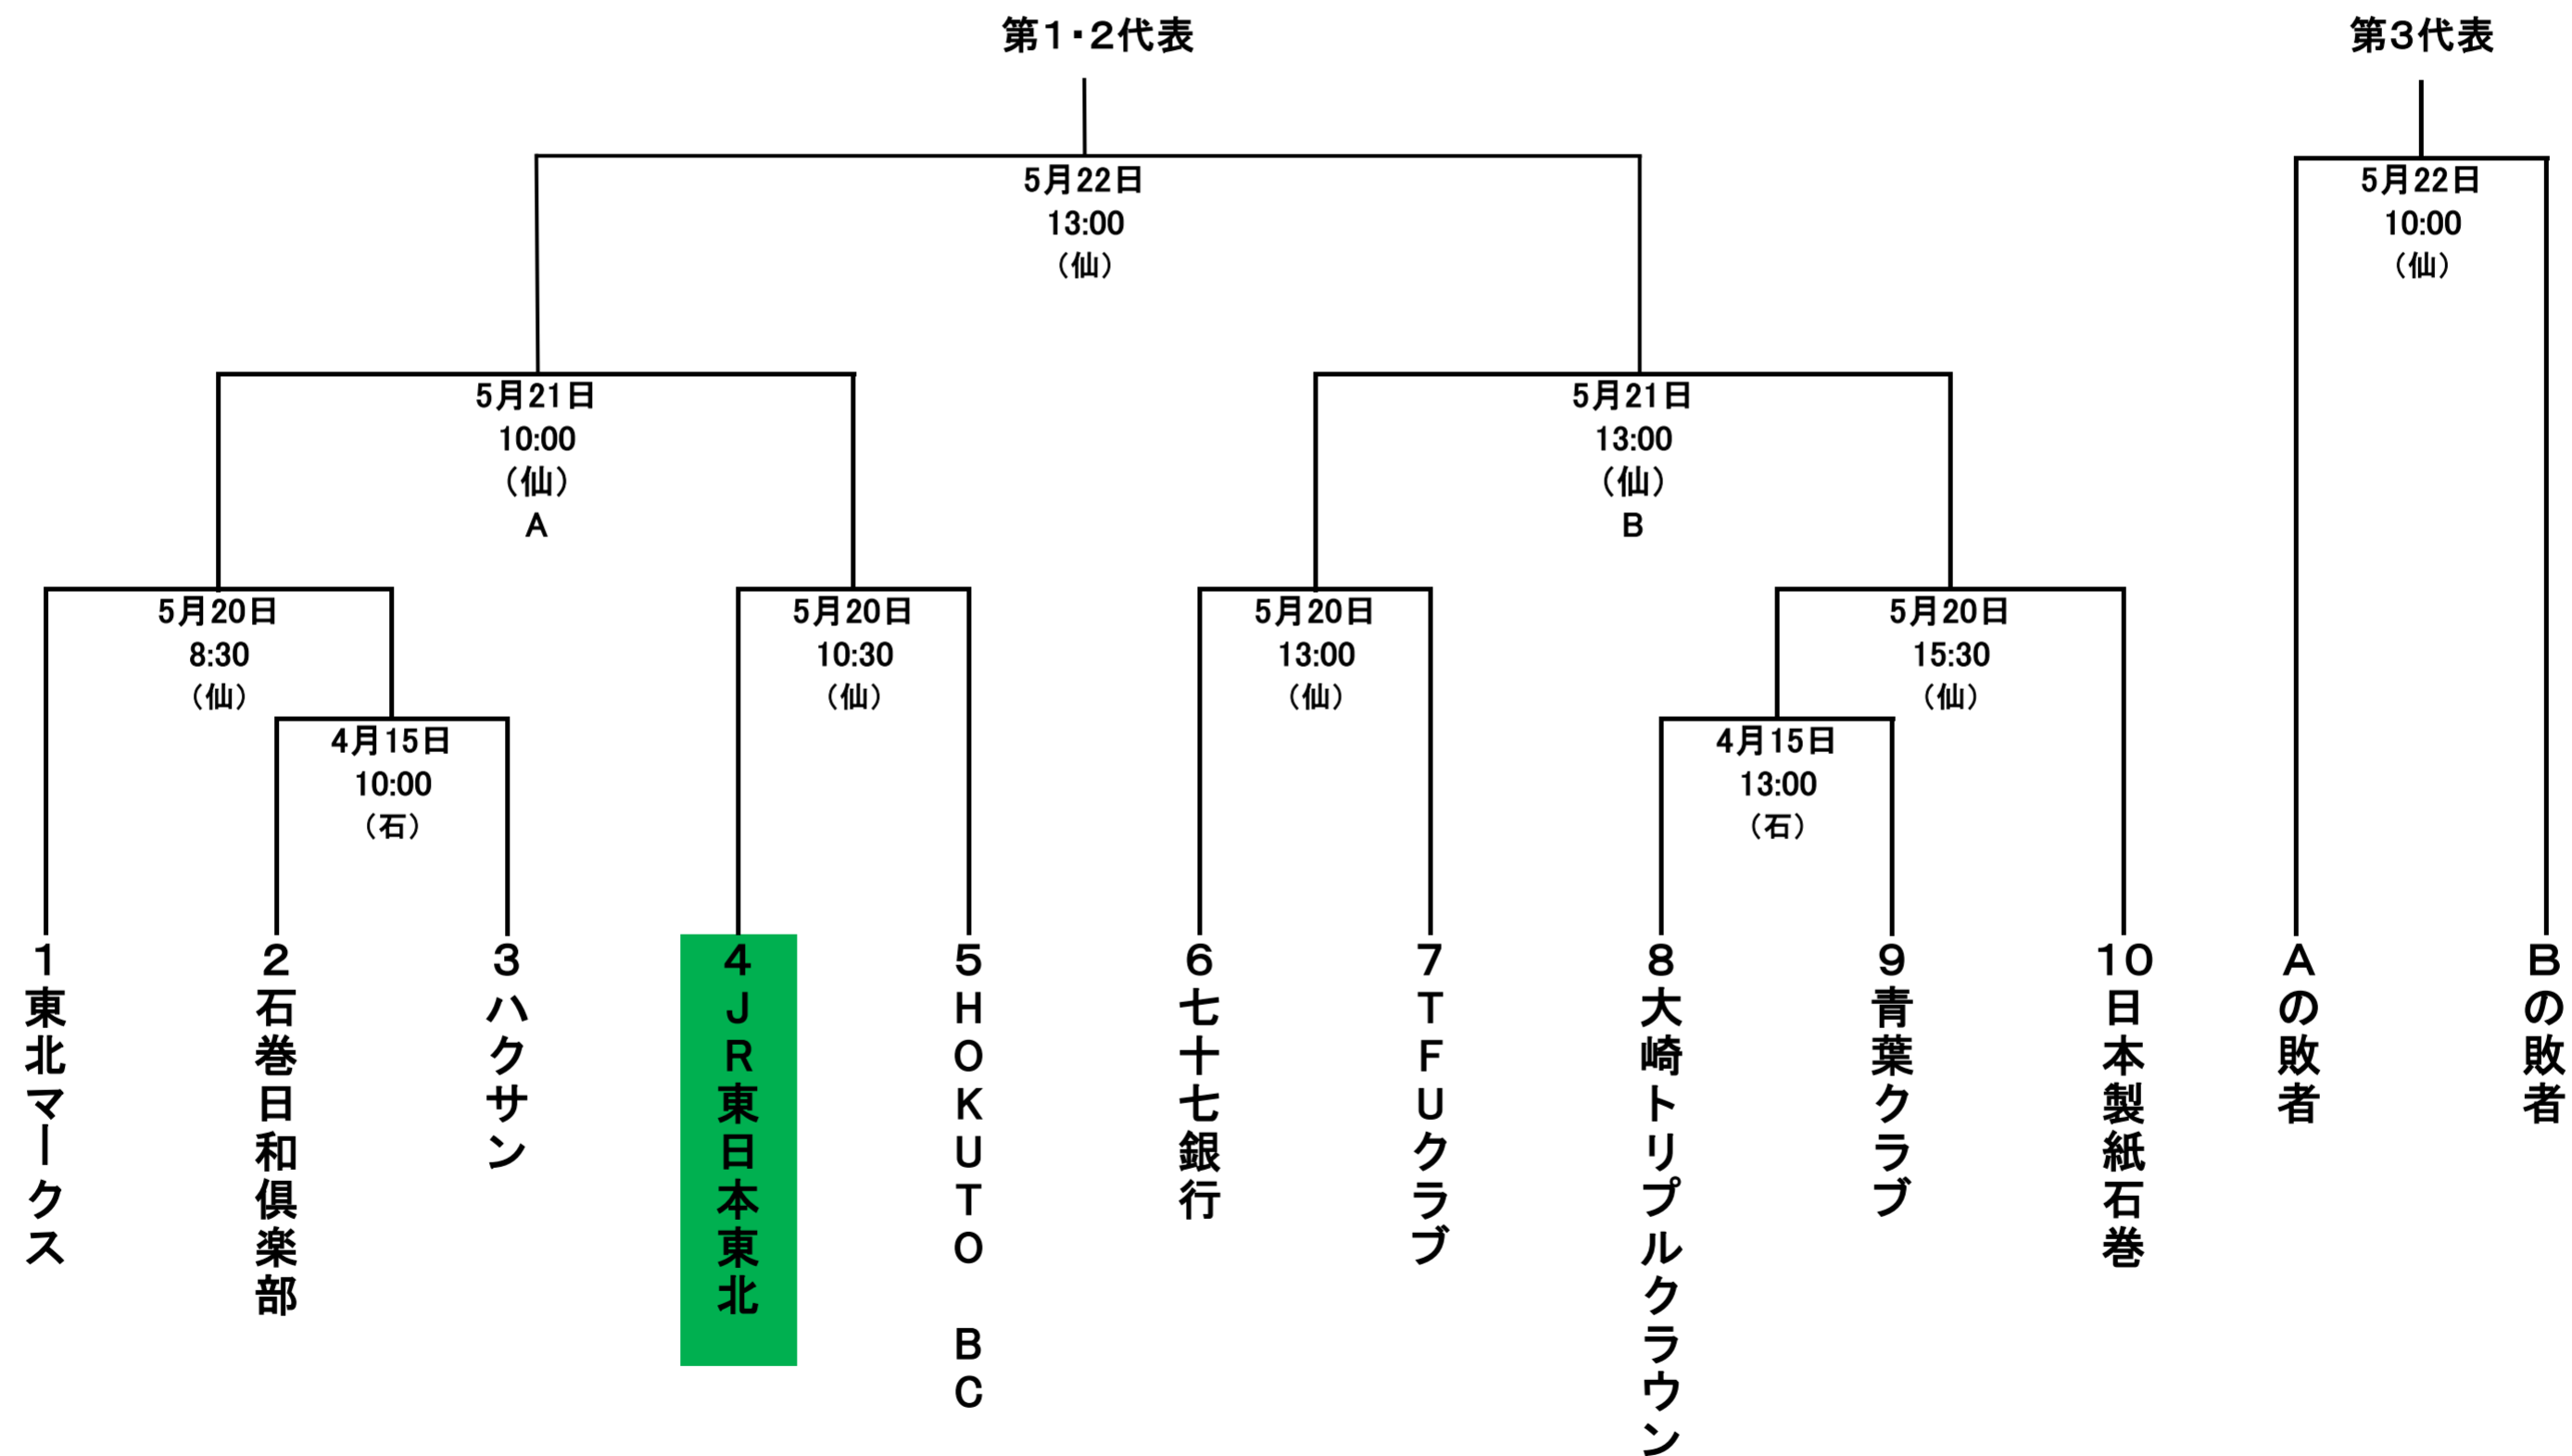 第1・2代表
第3代表
5月22日
13:00
（仙）
5月22日
10:00
（仙）
5月21日
10:00
（仙）
A
5月21日
13:00
（仙）
B
5月20日
8:30
（仙）
5月20日
10:30
（仙）
5月20日
13:00
（仙）
5月20日
15:30
（仙）
4月15日
10:00
（石）
4月15日
13:00
（石）
1東北マークス
2石巻日和倶楽部
3ハクサン
4JR東日本東北
5HOKUTO BC
6七十七銀行
7TFUクラブ
8大崎トリプルクラウン
9青葉クラブ
10日本製紙石巻
Aの敗者
Bの敗者